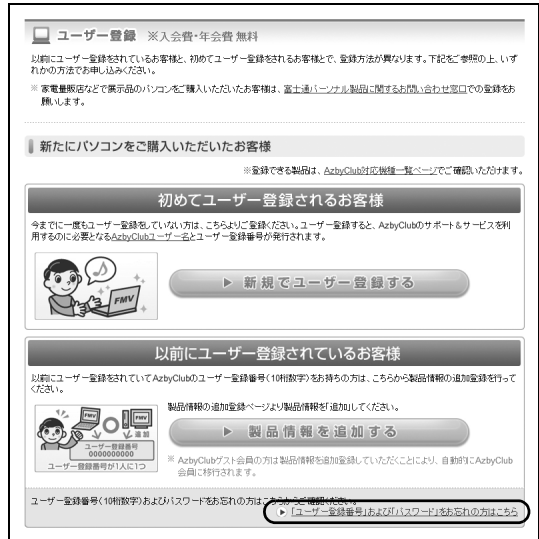 ユーザー登録 ※入会費・年会費 無料
以前にユーザー登録をされているお客様と、初めてユーザー登録をされるお客様とで、登録方法が異なります。下記をご参照の上、いず
れかの方法でお申し込みください。
※ 家電量販店などで展示品のパソコンをご購入いただいたお客様は、富士通パーソナル製品に関するお問い合わせ窓口での登録をお
願いします。
新たにパソコンをご購入いただいたお客様
※登録できる製品は、AzbyClub対応機種一覧ページでご確認いただけます。
初めてユーザー登録されるお客様
今までに一度もユーザー登録をしていない方は、こちらよりご登録ください。ユーザー登録すると、AzbyClubのサポート&サービスを利
用するのに必要となるAzbyClubユーザー名とユーザー登録番号が発行されます。
FMV
新規でユーザー登録する
以前にユーザー登録されているお客様
以前にユーザー登録をされていてAzbyClubのユーザー登録番号(10桁数字)をお持ちの方は、こちらから製品情報の追加登録を行って
ください。
製品情報の追加登録ページより製品情報を「追加」してください。
FMV
追加
ユーザー登録番号
0000000000
ユーザー登録番号が1人に1つ
製品情報を追加する
※ AzbyClubゲスト会員の方は製品情報を追加登録していただくことにより、自動的にAzbyClub
会員に移行されます。
ユーザー登録番号(10桁数字)およびパスワードをお忘れの方はこちらからご確認ください。
「ユーザー登録番号」および「パスワード」をお忘れの方はこちら